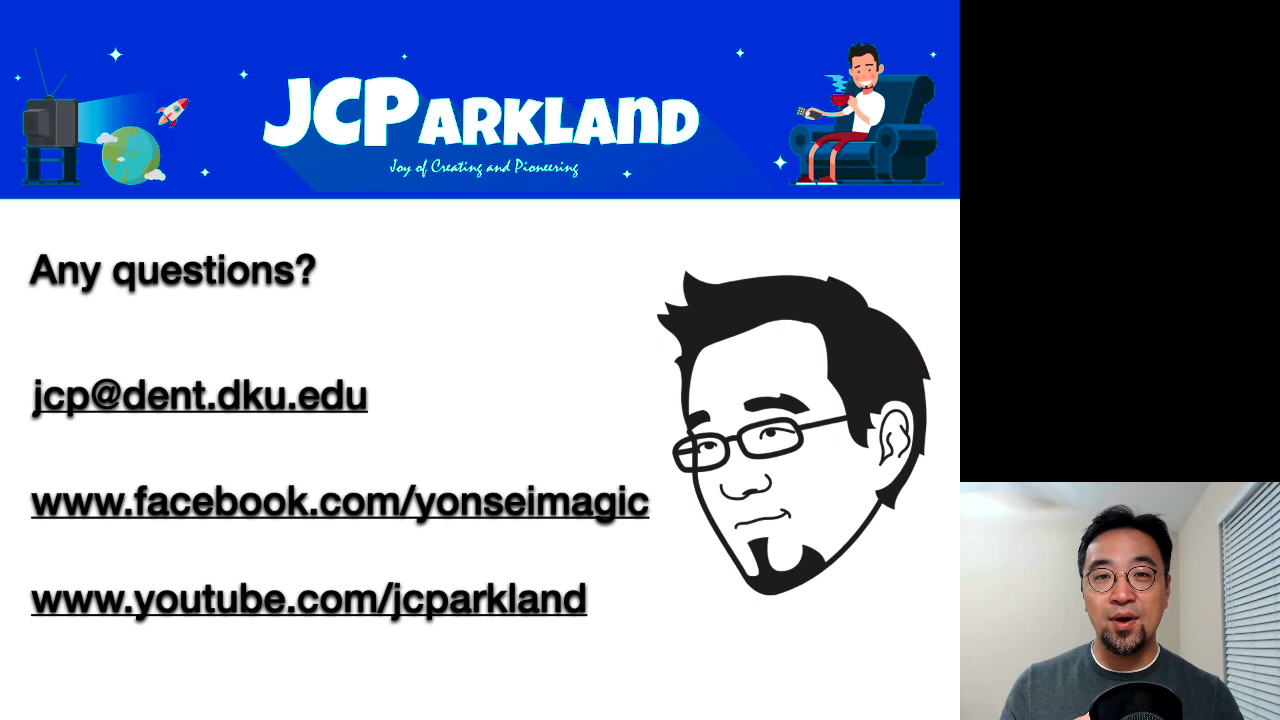 JCPARKLAND
Joy of Creating and Pioneering
Any questions?
jcp@dent.dku.edu
www.facebook.com/yonseimagic
www.youtube.com/jcparkland